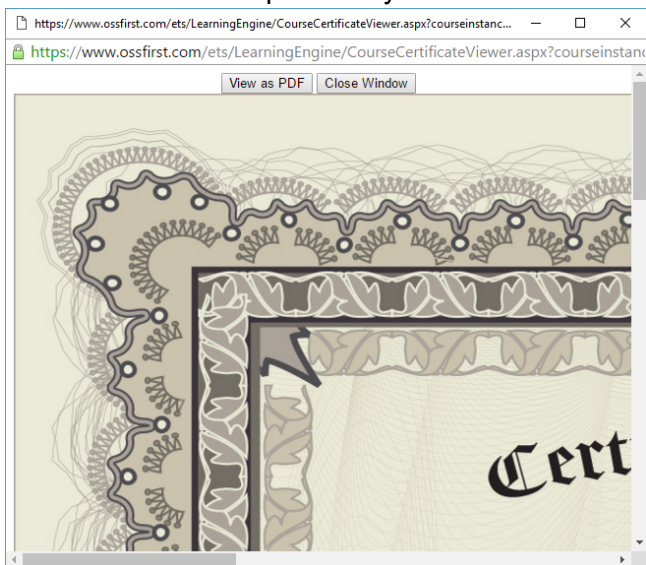 https://www.ossfirst.com/ets/LearningEngine/CourseCertificateViewer.aspx?courseinstanc...
https://www.ossfirst.com/ets/LearningEngine/CourseCertificateViewer.aspx?courseinstanc
View as PDF Close Window
Cert